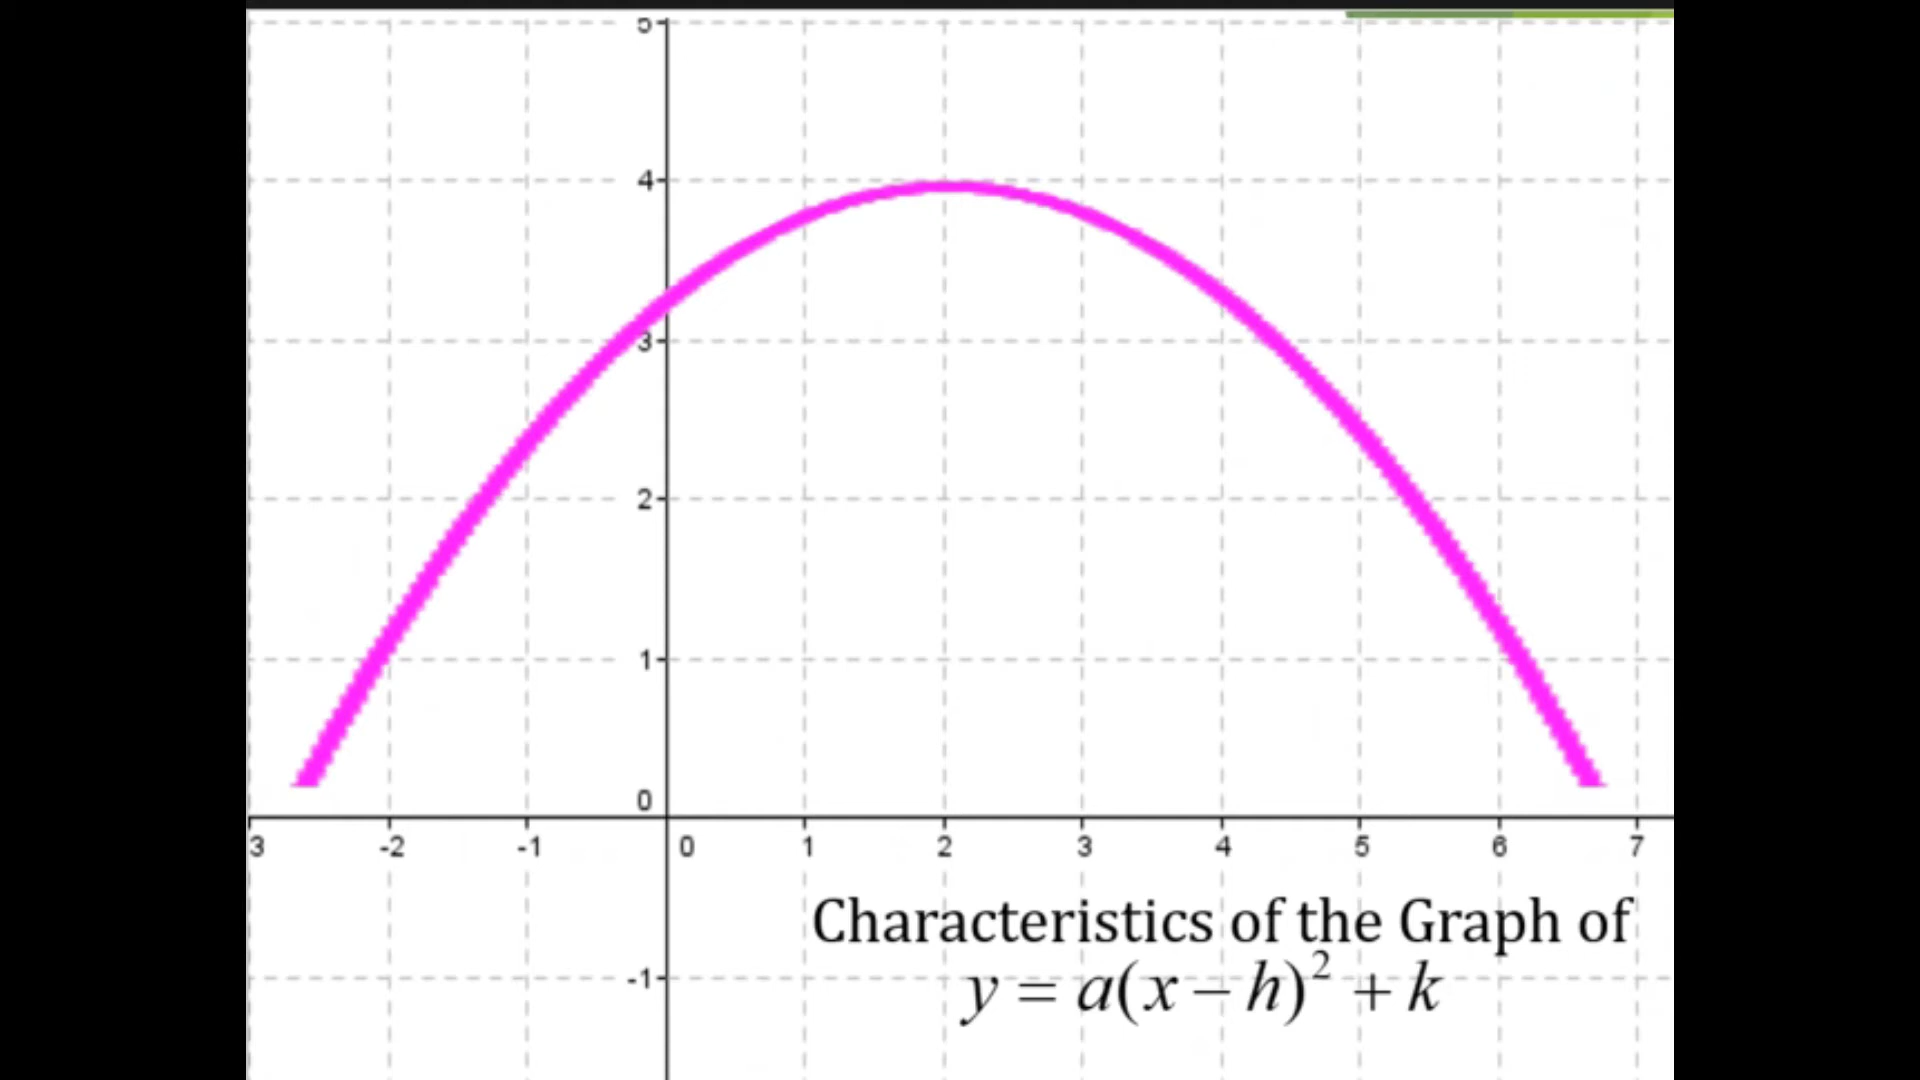 5
4
3
2
1
0
3 -2 -1 0 1 2 3 4 5 6 7
Characteristics of the Graph of
-1
y = a(x − h)² + k